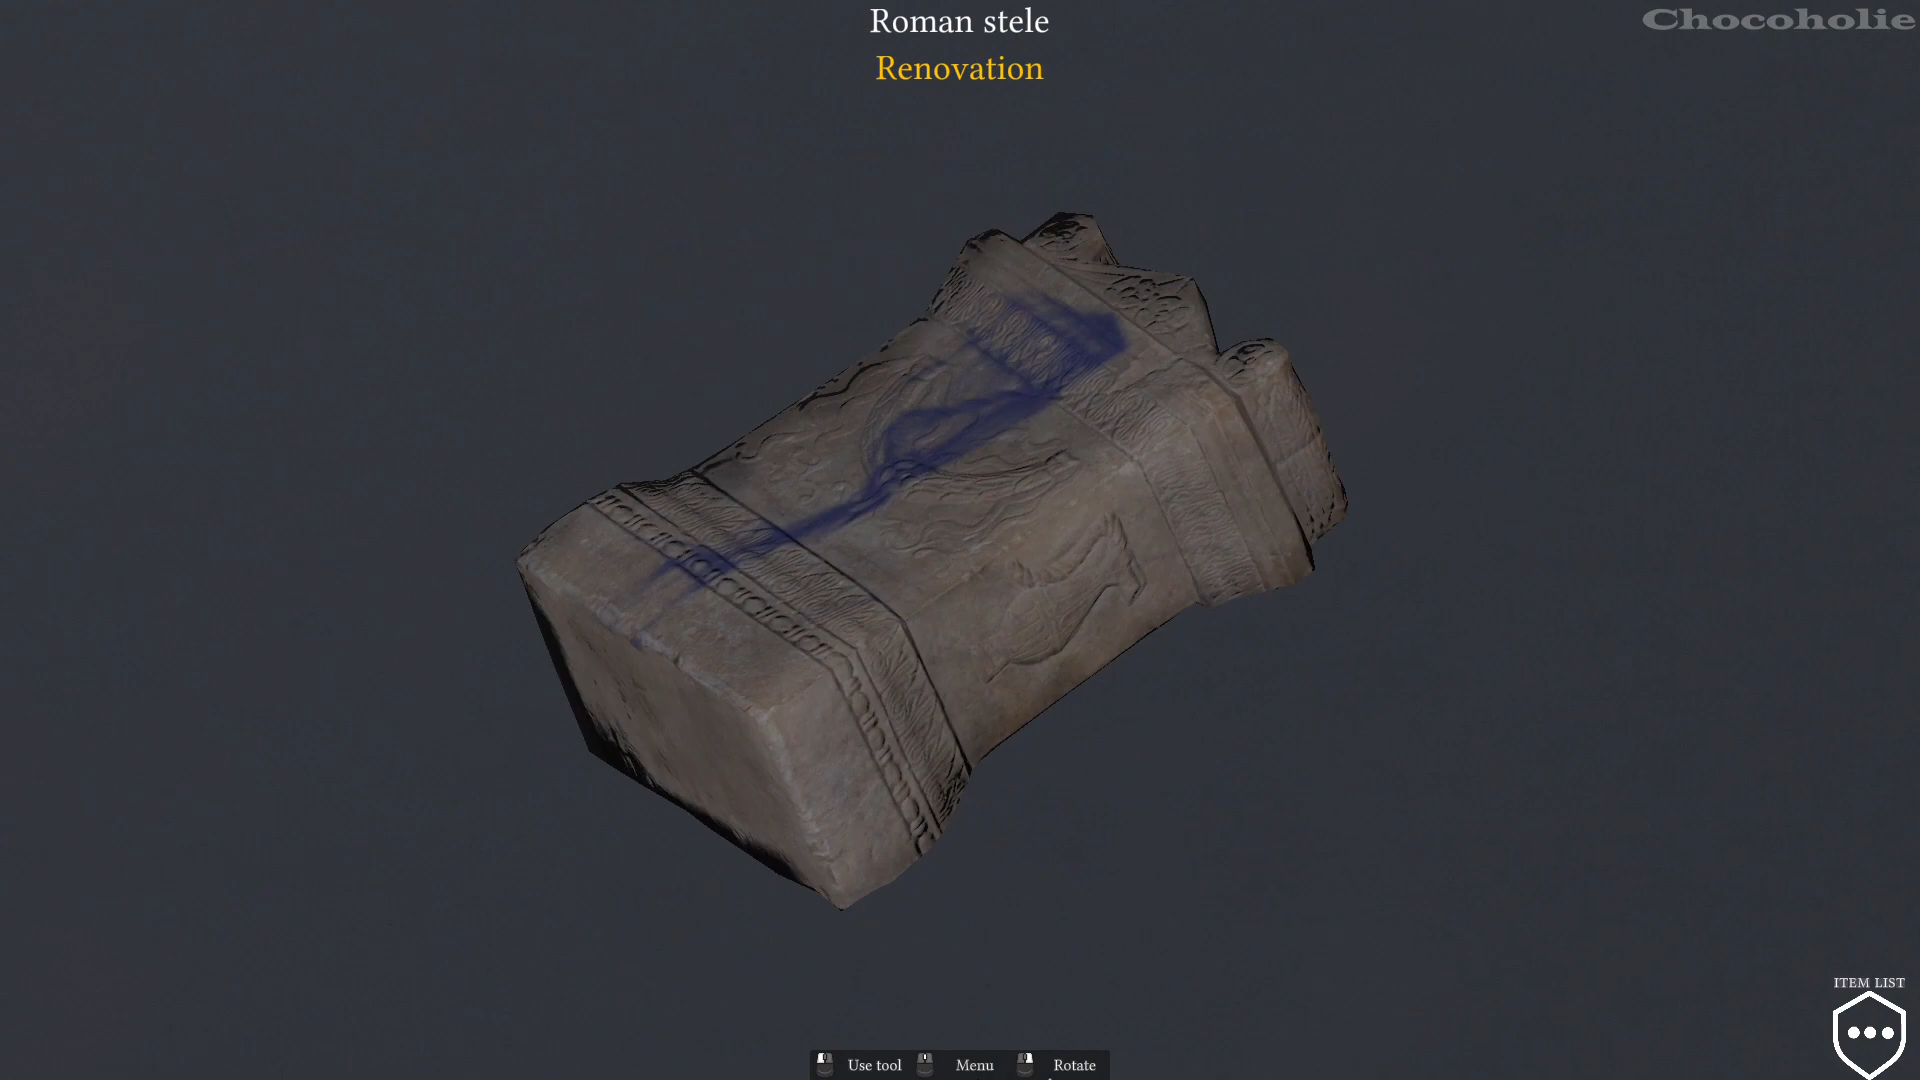 Roman stele
Chocoholie
Renovation
ITEM LIST
Use tool Menu Rotate